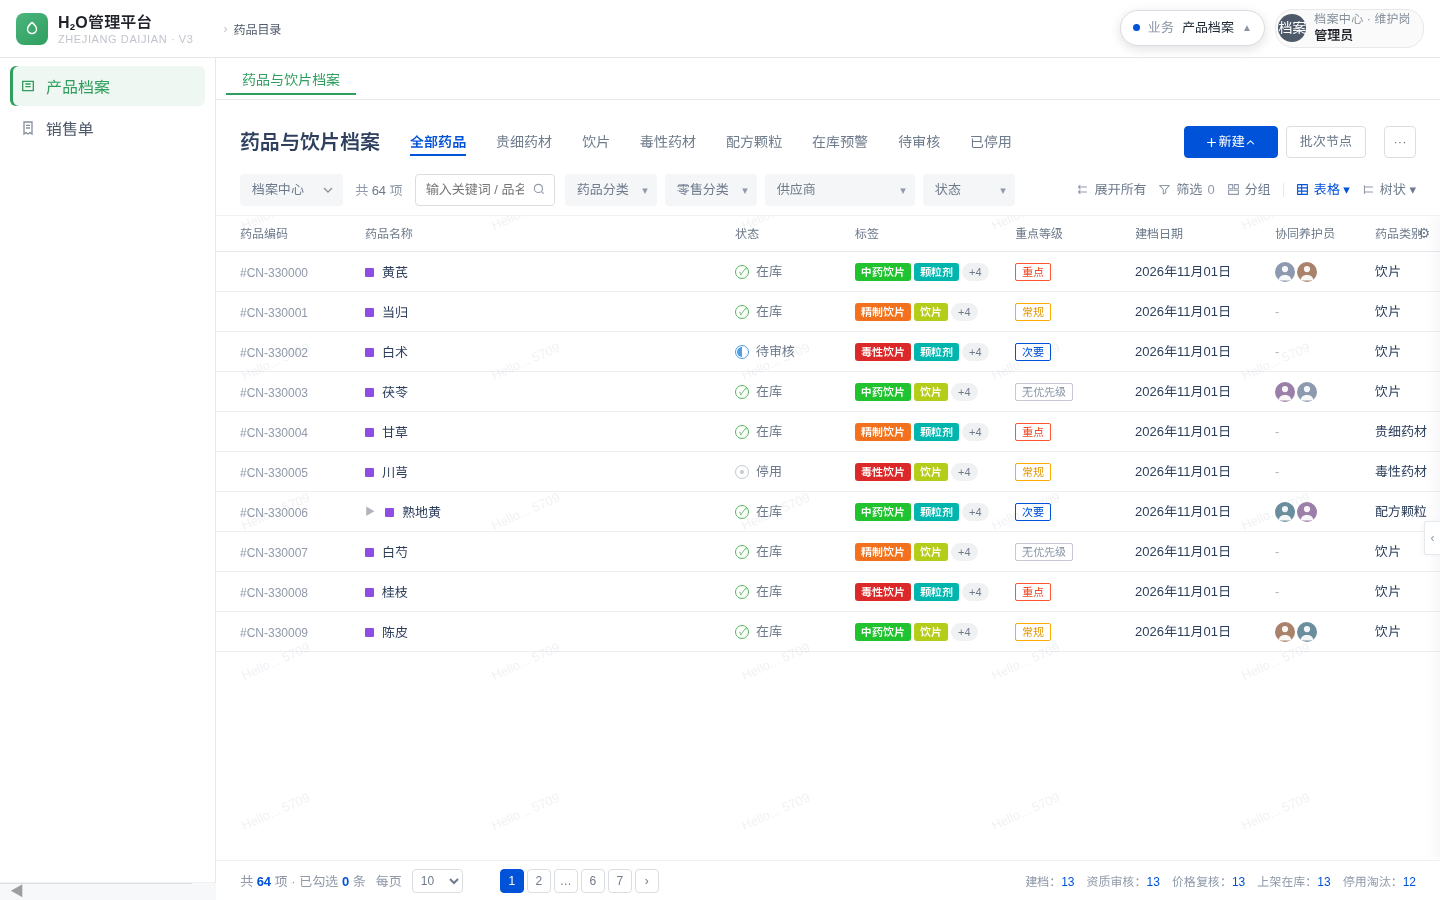 H₂O管理平台
ZHEJIANG DAIJIAN · V3
› 药品目录
业务 产品档案 ▲
档案 档案中心 · 维护岗
管理员
产品档案
销售单
药品与饮片档案
药品与饮片档案 全部药品 贵细药材 饮片 毒性药材 配方颗粒 在库预警 待审核 已停用
+新建 批次节点 ···
档案中心 共 64 项 输入关键词 / 品名 药品分类 ▾ 零售分类 ▾ 供应商 ▾ 状态 ▾
展开所有 筛选 0 分组 表格 ▾ 树状 ▾
药品编码 药品名称 状态 标签 重点等级 建档日期 协同养护员 药品类别
#CN-330000 黄芪 在库 中药饮片 颗粒剂 +4 重点 2026年11月01日 饮片
#CN-330001 当归 在库 精制饮片 饮片 +4 常规 2026年11月01日 - 饮片
#CN-330002 白术 待审核 毒性饮片 颗粒剂 +4 次要 2026年11月01日 - 饮片
#CN-330003 茯苓 在库 中药饮片 饮片 +4 无优先级 2026年11月01日 饮片
#CN-330004 甘草 在库 精制饮片 颗粒剂 +4 重点 2026年11月01日 - 贵细药材
#CN-330005 川芎 停用 毒性饮片 饮片 +4 常规 2026年11月01日 - 毒性药材
#CN-330006 ▶ 熟地黄 在库 中药饮片 颗粒剂 +4 次要 2026年11月01日 配方颗粒
#CN-330007 白芍 在库 精制饮片 饮片 +4 无优先级 2026年11月01日 - 饮片
#CN-330008 桂枝 在库 毒性饮片 颗粒剂 +4 重点 2026年11月01日 - 饮片
#CN-330009 陈皮 在库 中药饮片 饮片 +4 常规 2026年11月01日 饮片
Hello... 5709
共 64 项 · 已勾选 0 条 每页 10 1 2 … 6 7 ›
建档：13 资质审核：13 价格复核：13 上架在库：13 停用淘汰：12